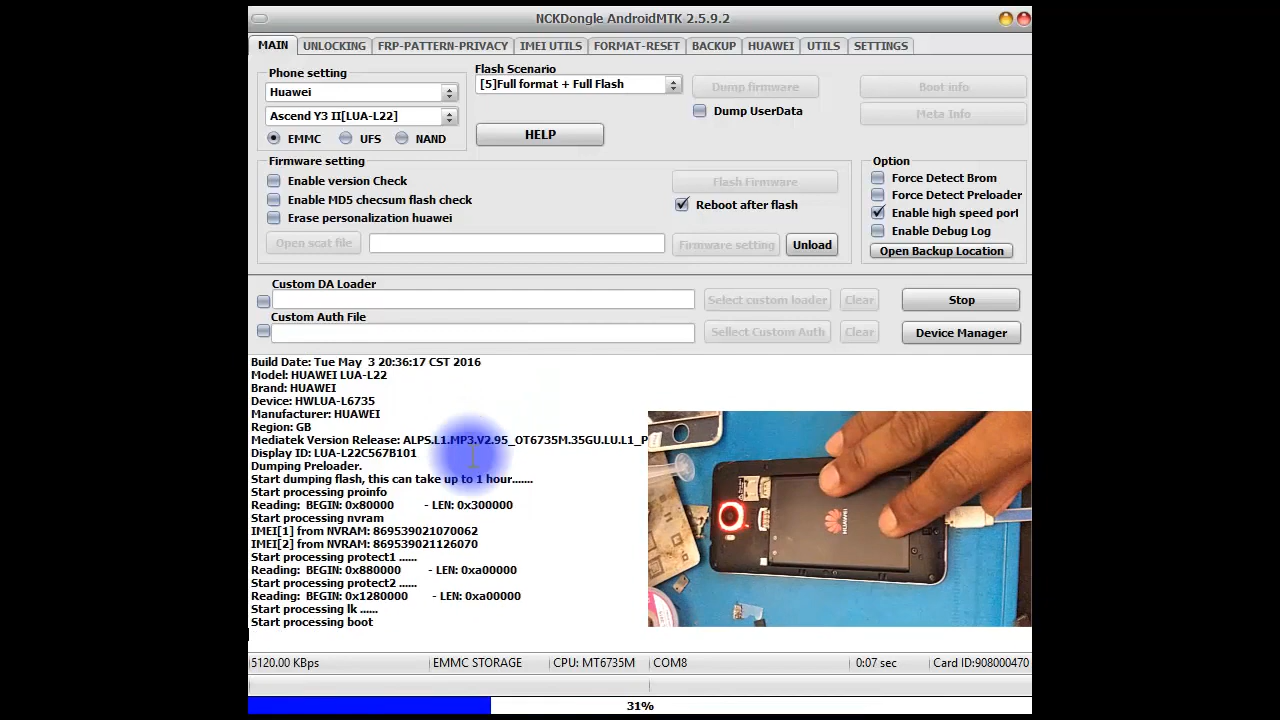 NCKDongle AndroidMTK 2.5.9.2
MAIN UNLOCKING FRP-PATTERN-PRIVACY IMEI UTILS FORMAT-RESET BACKUP HUAWEI UTILS SETTINGS
Phone setting
Huawei
Ascend Y3 II[LUA-L22]
EMMC UFS NAND
Flash Scenario
[5]Full format + Full Flash
HELP
Dump firmware
Dump UserData
Boot info
Meta Info
Firmware setting
Enable version Check
Enable MD5 checsum flash check
Erase personalization huawei
Flash Firmware
Reboot after flash
Open scat file
Firmware setting
Unload
Option
Force Detect Brom
Force Detect Preloader
Enable high speed port
Enable Debug Log
Open Backup Location
Custom DA Loader
Select custom loader Clear
Stop
Custom Auth File
Sellect Custom Auth Clear
Device Manager
Build Date: Tue May 3 20:36:17 CST 2016
Model: HUAWEI LUA-L22
Brand: HUAWEI
Device: HWLUA-L6735
Manufacturer: HUAWEI
Region: GB
Mediatek Version Release: ALPS.L1.MP3.V2.95_OT6735M.35GU.LU.L1_P
Display ID: LUA-L22C567B101
Dumping Preloader.
Start dumping flash, this can take up to 1 hour.......
Start processing proinfo
Reading: BEGIN: 0x80000 - LEN: 0x300000
Start processing nvram
IMEI[1] from NVRAM: 869539021070062
IMEI[2] from NVRAM: 869539021126070
Start processing protect1 ......
Reading: BEGIN: 0x880000 - LEN: 0xa00000
Start processing protect2 ......
Reading: BEGIN: 0x1280000 - LEN: 0xa00000
Start processing lk ......
Start processing boot
HUAWEI
5120.00 KBps EMMC STORAGE CPU: MT6735M COM8 0:07 sec Card ID:908000470
31%